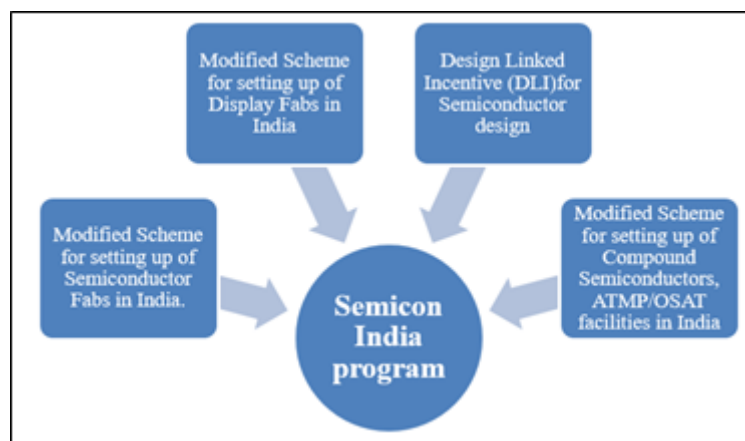 Modified Scheme
for setting up of
Display Fabs in
India
Design Linked
Incentive (DLI)for
Semiconductor
design
Modified Scheme
for setting up of
Semiconductor
Fabs in India.
Modified Scheme
for setting up of
Compound
Semiconductors,
ATMP/OSAT
facilities in India
Semicon
India
program